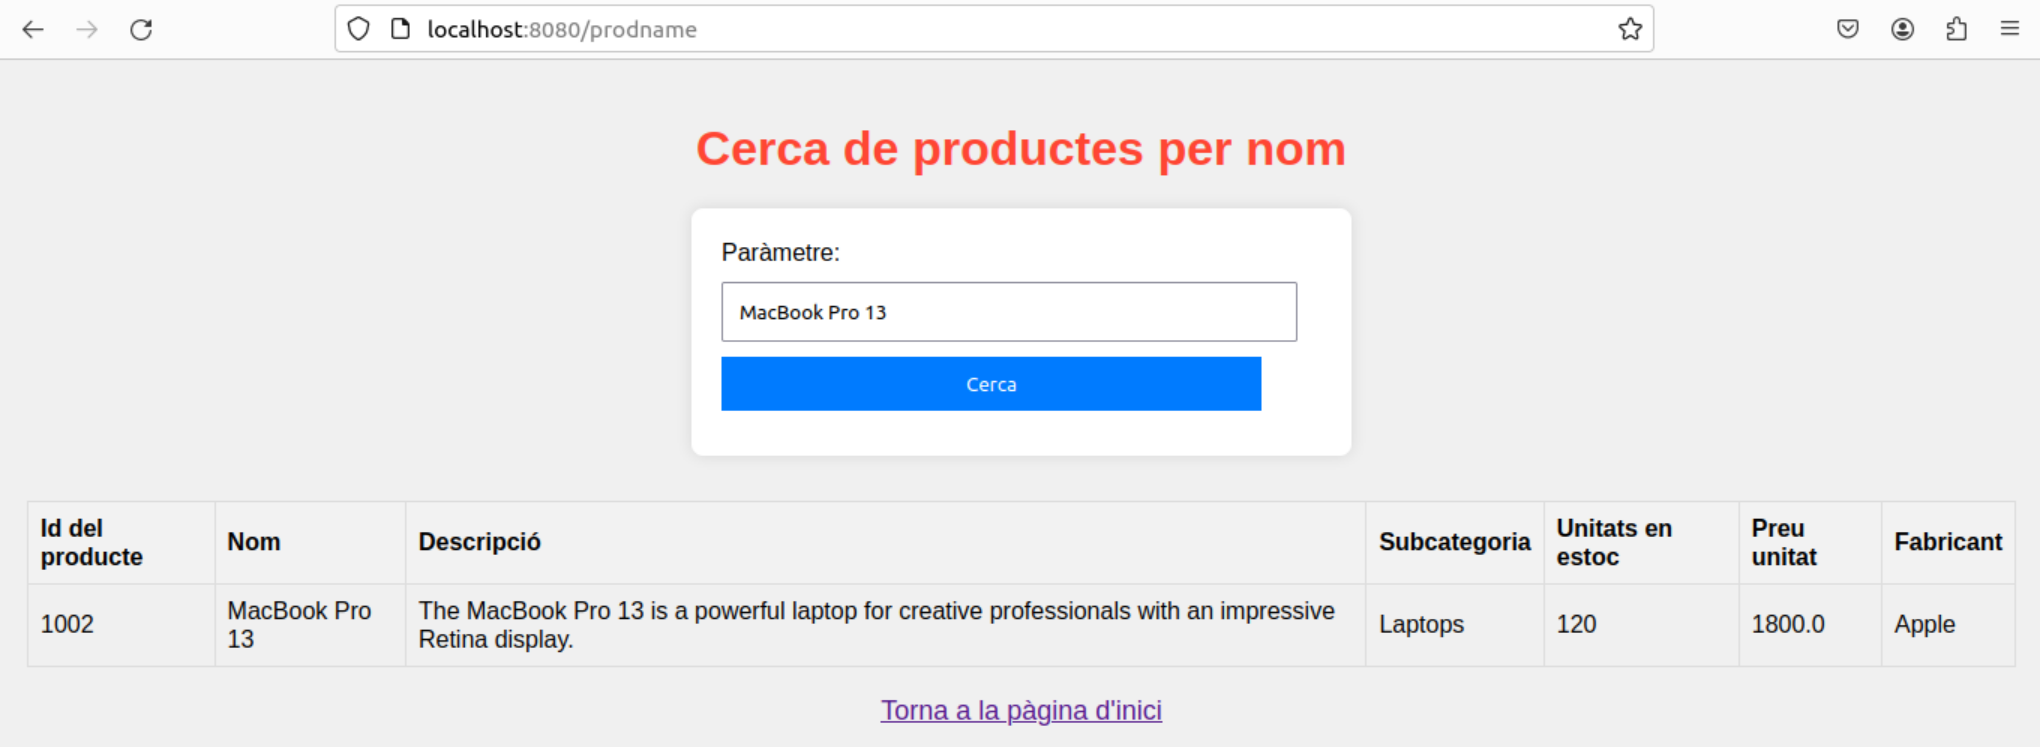 localhost:8080/prodname
Cerca de productes per nom
Paràmetre:
MacBook Pro 13
Cerca
Id del producte Nom Descripció Subcategoria Unitats en estoc Preu unitat Fabricant
1002 MacBook Pro 13 The MacBook Pro 13 is a powerful laptop for creative professionals with an impressive Retina display. Laptops 120 1800.0 Apple
Torna a la pàgina d'inici